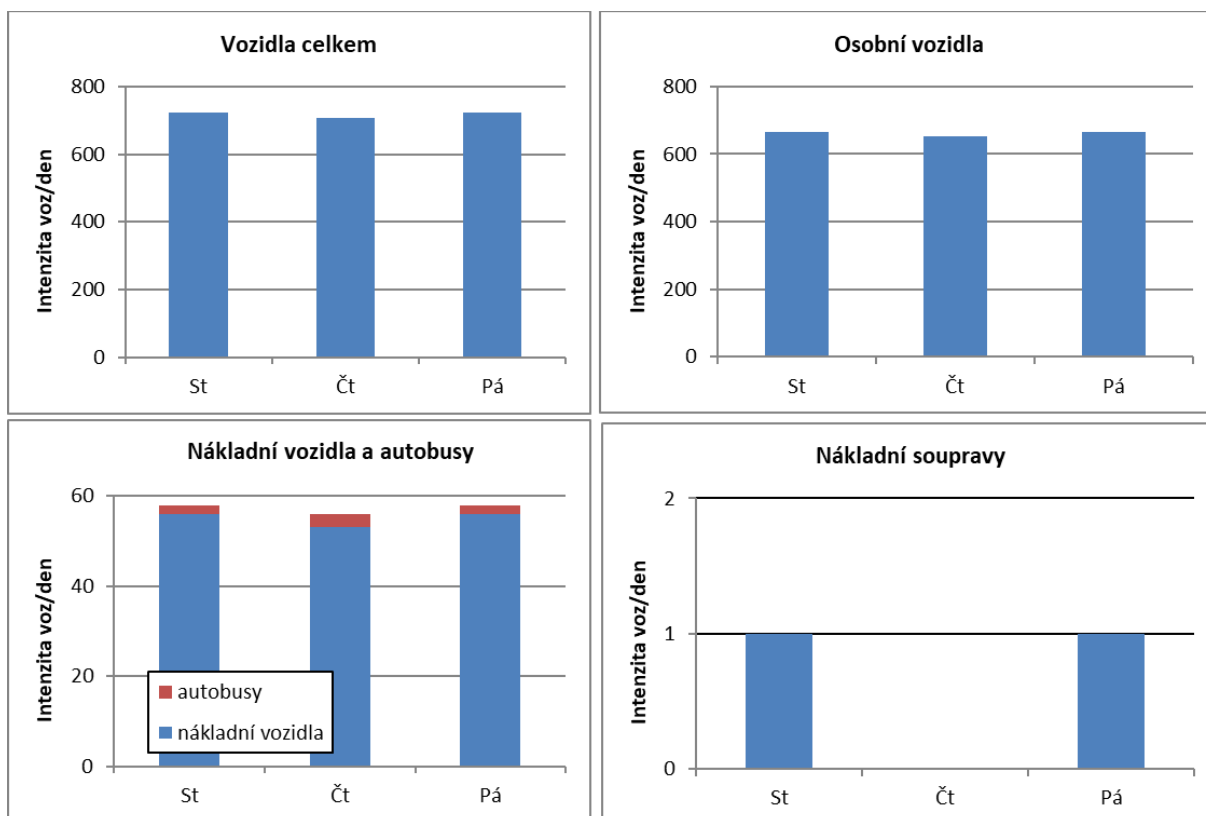 Vozidla celkem
Intenzita voz/den
800
600
400
200
0
St Čt Pá
Osobní vozidla
Intenzita voz/den
800
600
400
200
0
St Čt Pá
Nákladní vozidla a autobusy
Intenzita voz/den
60
40
20
0
autobusy
nákladní vozidla
St Čt Pá
Nákladní soupravy
Intenzita voz/den
2
1
0
St Čt Pá